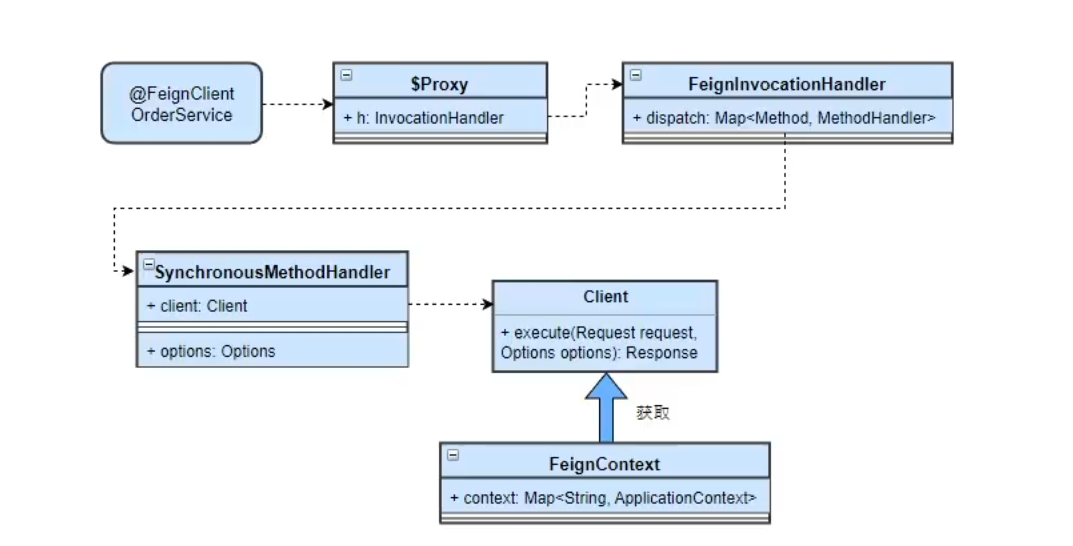 @FeignClient
OrderService
$Proxy
+ h: InvocationHandler
FeignInvocationHandler
+ dispatch: Map<Method, MethodHandler>
SynchronousMethodHandler
+ client: Client
+ options: Options
Client
+ execute(Request request,
Options options): Response
获取
FeignContext
+ context: Map<String, ApplicationContext>